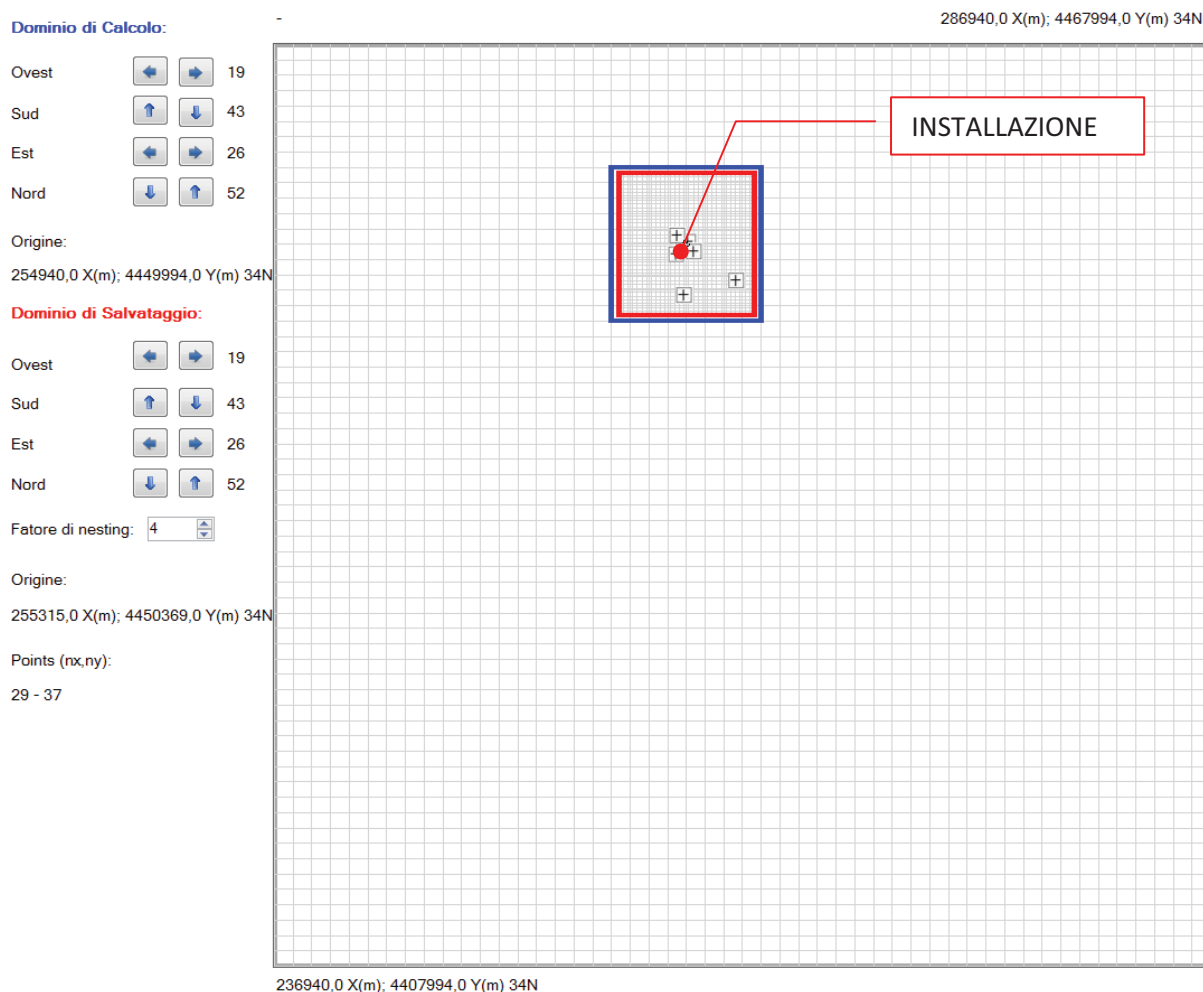 -
286940,0 X(m); 4467994,0 Y(m) 34N
Dominio di Calcolo:
Ovest 19
Sud 43
Est 26
Nord 52
Origine:
254940,0 X(m); 4449994,0 Y(m) 34N
Dominio di Salvataggio:
Ovest 19
Sud 43
Est 26
Nord 52
Fatore di nesting: 4
Origine:
255315,0 X(m); 4450369,0 Y(m) 34N
Points (nx,ny):
29 - 37
INSTALLAZIONE
236940,0 X(m); 4407994,0 Y(m) 34N